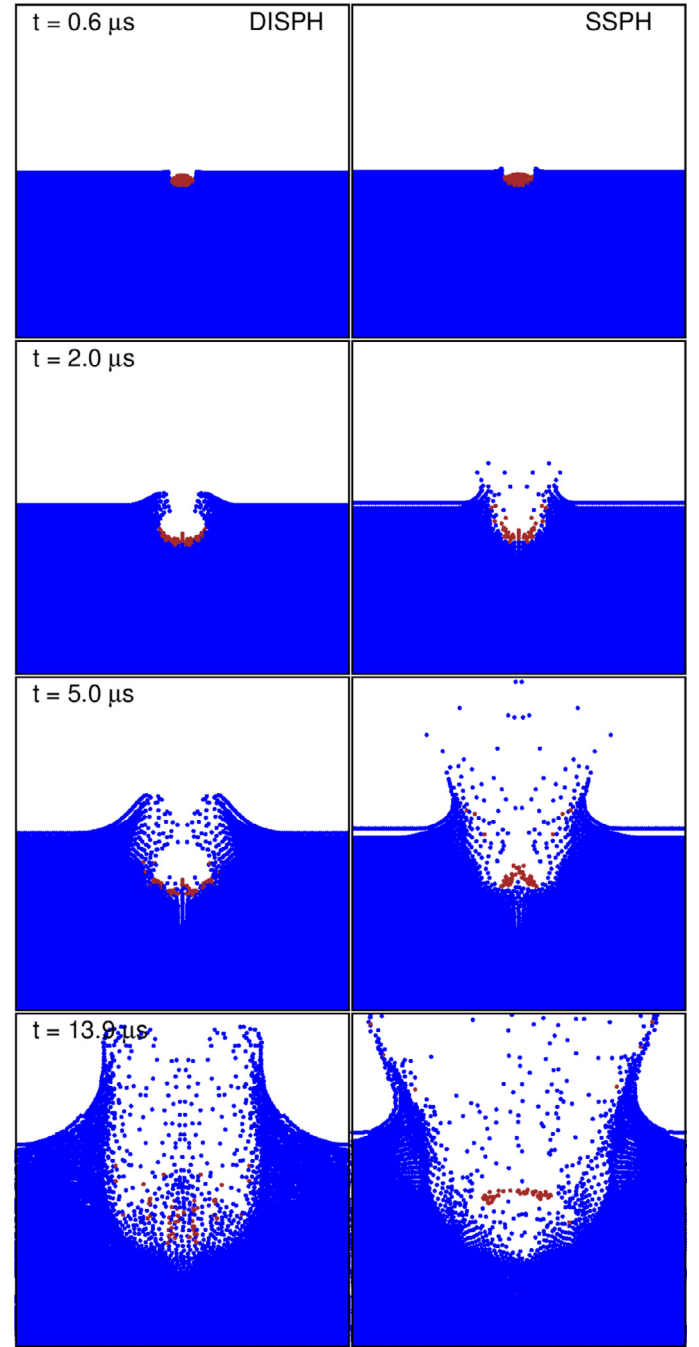 t = 0.6 μs DISPH SSPH
t = 2.0 μs
t = 5.0 μs
t = 13.9 μs